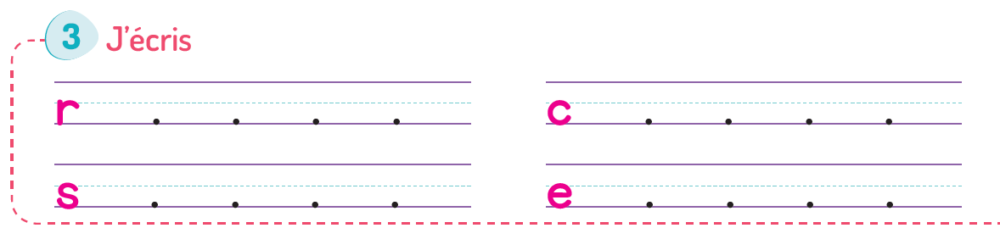 3 J'écris
r . . . .
c . . . .
s . . . .
e . . . .